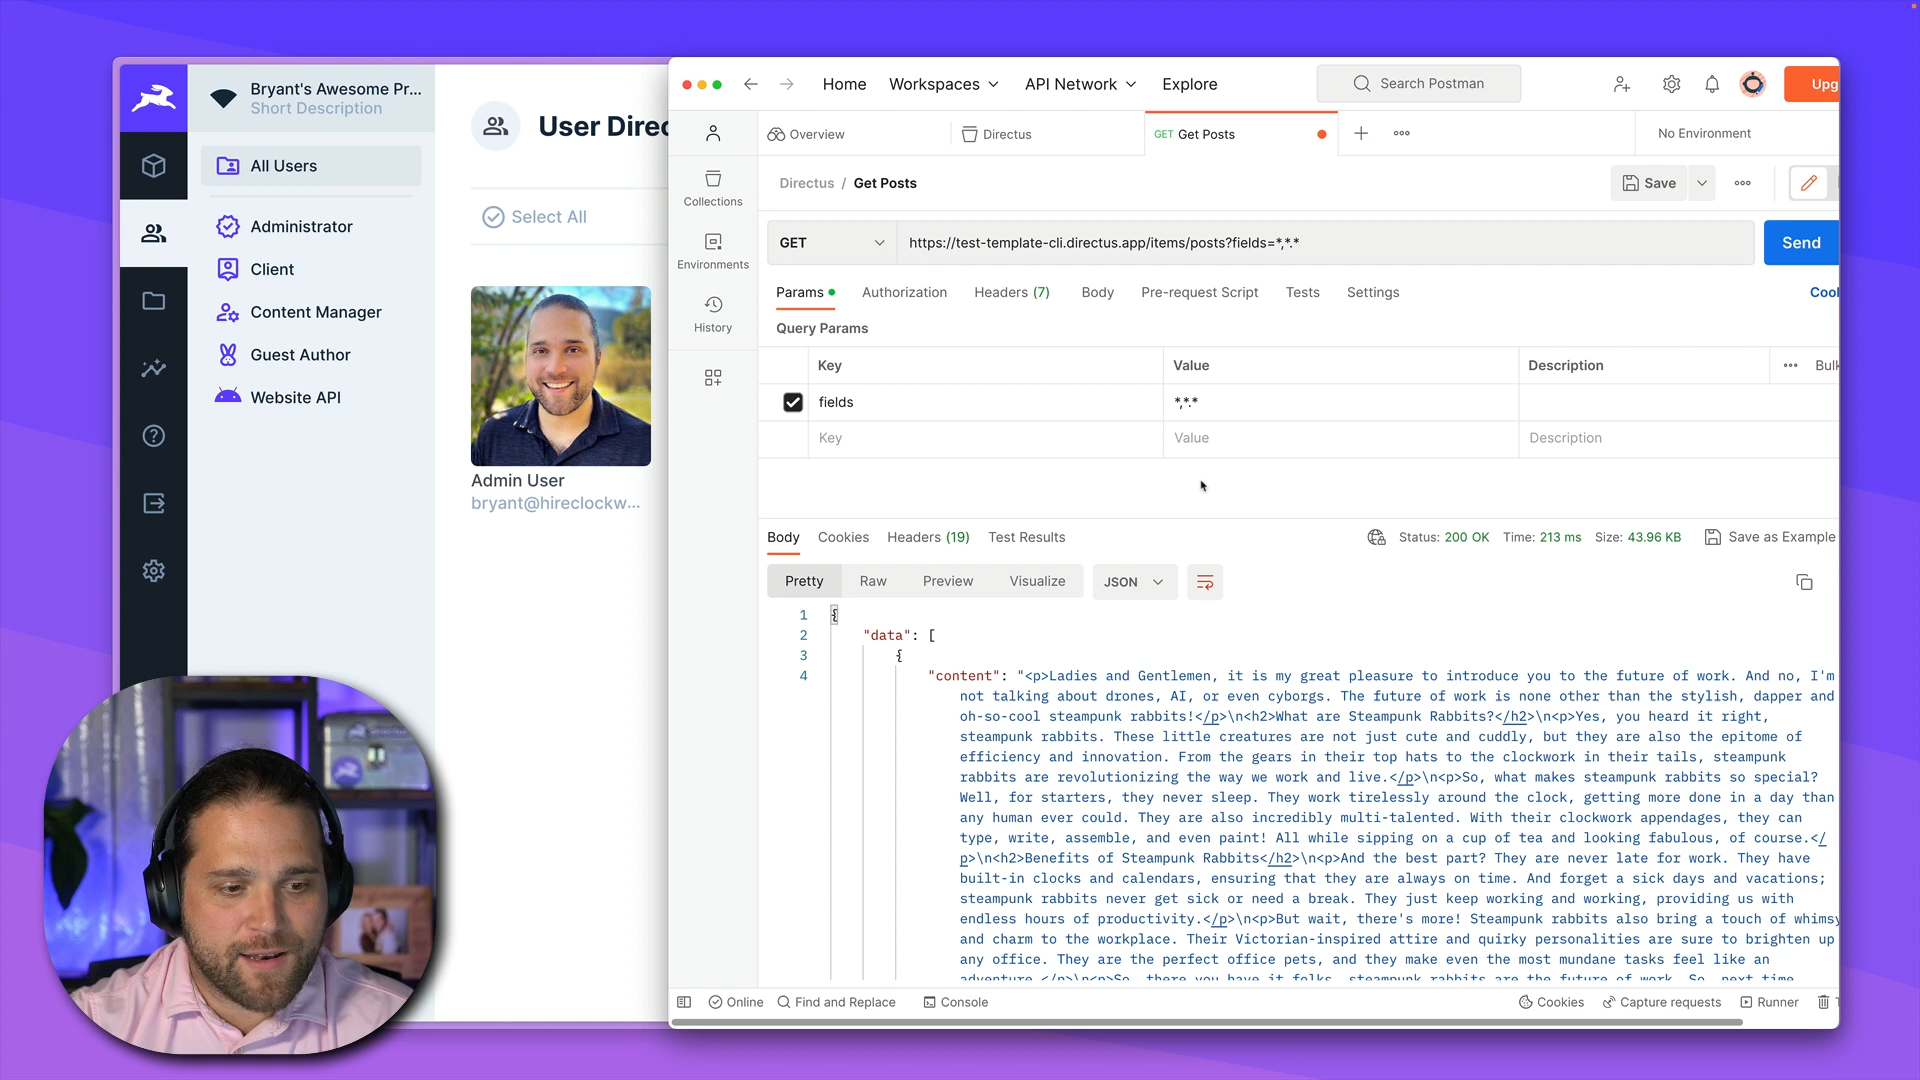 Bryant's Awesome Pr...
Short Description
All Users
Administrator
Client
Content Manager
Guest Author
Website API
User Direc
Select All
Admin User
bryant@hireclockw...
Home
Workspaces
API Network
Explore
Search Postman
Upg
Overview
Directus
GET Get Posts
No Environment
Collections
Environments
History
Directus / Get Posts
Save
GET
https://test-template-cli.directus.app/items/posts?fields=*,*.*
Send
Params
Authorization
Headers (7)
Body
Pre-request Script
Tests
Settings
Cool
Query Params
Key
Value
Description
Bulk
fields
*,*.*
Key
Value
Description
Body
Cookies
Headers (19)
Test Results
Status: 200 OK
Time: 213 ms
Size: 43.96 KB
Save as Example
Pretty
Raw
Preview
Visualize
JSON
1 {
2 "data": [
3 {
4 "content": "<p>Ladies and Gentlemen, it is my great pleasure to introduce you to the future of work. And no, I'm
not talking about drones, AI, or even cyborgs. The future of work is none other than the stylish, dapper and
oh-so-cool steampunk rabbits!</p>\n<h2>What are Steampunk Rabbits?</h2>\n<p>Yes, you heard it right,
steampunk rabbits. These little creatures are not just cute and cuddly, but they are also the epitome of
efficiency and innovation. From the gears in their top hats to the clockwork in their tails, steampunk
rabbits are revolutionizing the way we work and live.</p>\n<p>So, what makes steampunk rabbits so special?
Well, for starters, they never sleep. They work tirelessly around the clock, getting more done in a day than
any human ever could. They are also incredibly multi-talented. With their clockwork appendages, they can
type, write, assemble, and even paint! All while sipping on a cup of tea and looking fabulous, of course.</
p>\n<h2>Benefits of Steampunk Rabbits</h2>\n<p>And the best part? They are never late for work. They have
built-in clocks and calendars, ensuring that they are always on time. And forget a sick days and vacations;
steampunk rabbits never get sick or need a break. They just keep working and working, providing us with
endless hours of productivity.</p>\n<p>But wait, there's more! Steampunk rabbits also bring a touch of whimsy
and charm to the workplace. Their Victorian-inspired attire and quirky personalities are sure to brighten up
any office. They are the perfect office pets, and they make even the most mundane tasks feel like an
adventure.</p>\n<p>So, there you have it folks, steampunk rabbits are the future of work. So, next time
Online
Find and Replace
Console
Cookies
Capture requests
Runner
T